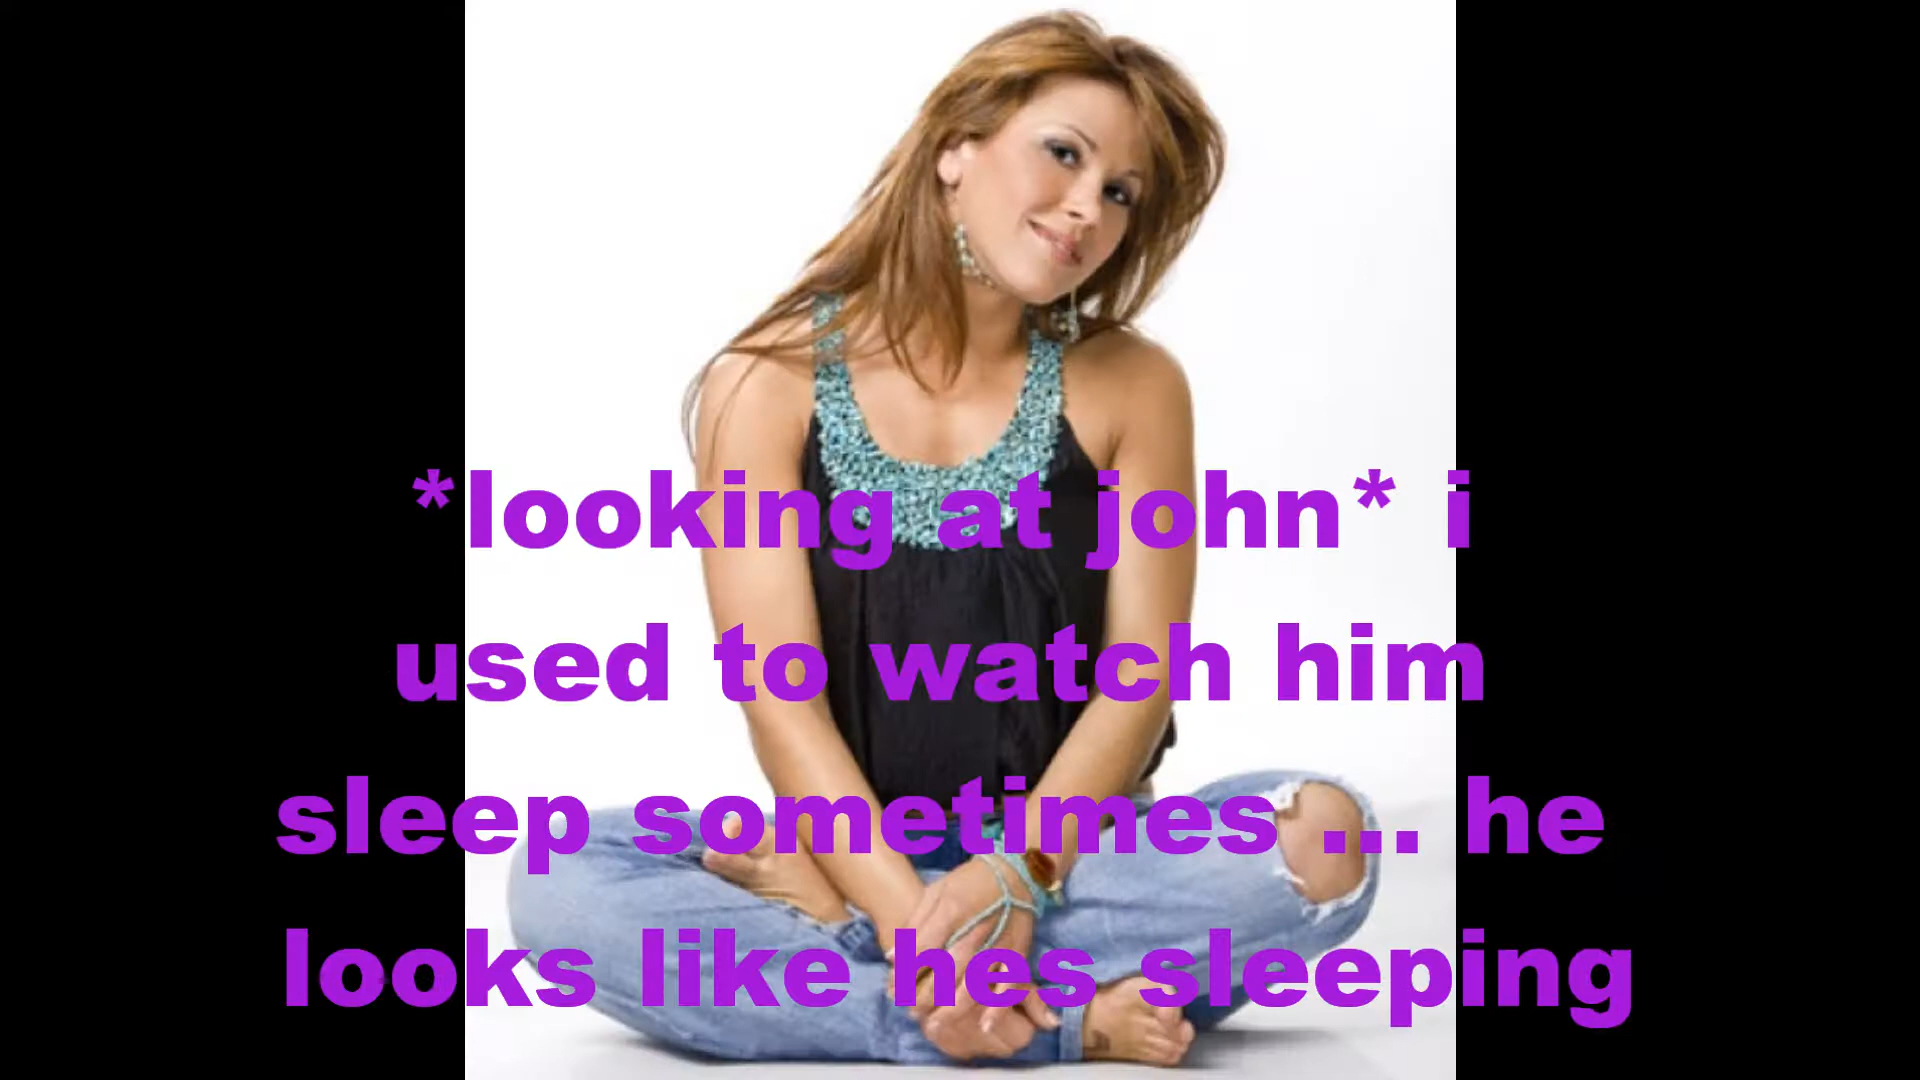 *looking at john* i
used to watch him
sleep sometimes ... he
looks like hes sleeping